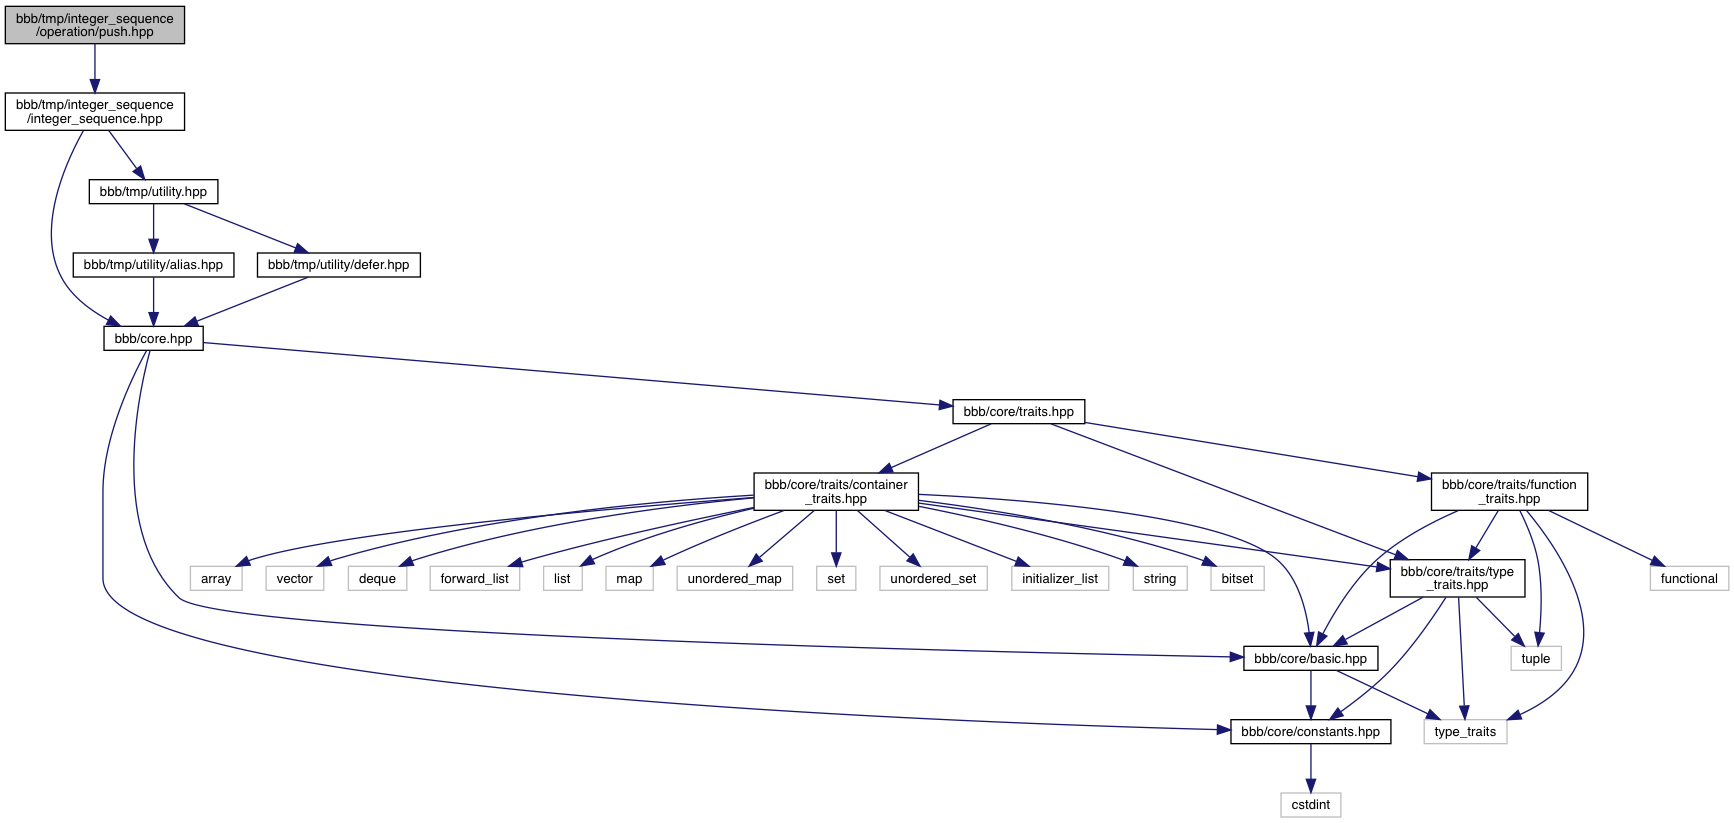 bbb/tmp/integer_sequence
/operation/push.hpp
bbb/tmp/integer_sequence
/integer_sequence.hpp
bbb/tmp/utility.hpp
bbb/tmp/utility/alias.hpp
bbb/tmp/utility/defer.hpp
bbb/core.hpp
bbb/core/traits.hpp
bbb/core/traits/container
_traits.hpp
bbb/core/traits/function
_traits.hpp
array
vector
deque
forward_list
list
map
unordered_map
set
unordered_set
initializer_list
string
bitset
bbb/core/traits/type
_traits.hpp
functional
bbb/core/basic.hpp
tuple
bbb/core/constants.hpp
type_traits
cstdint